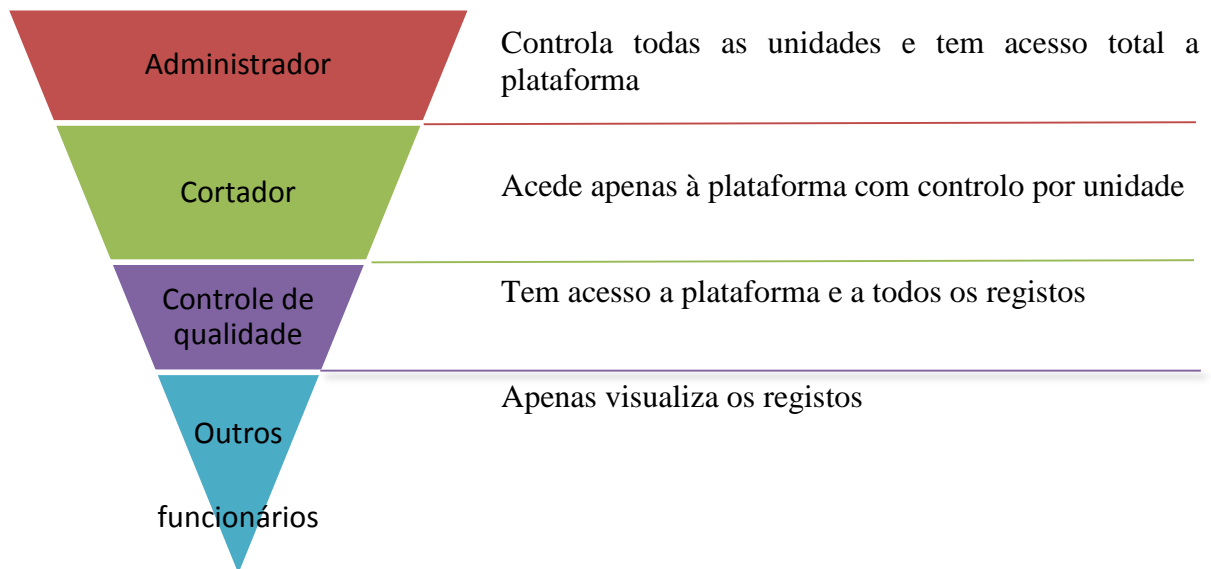 Administrador
Controla todas as unidades e tem acesso total a
plataforma
Cortador
Acede apenas à plataforma com controlo por unidade
Controle de
qualidade
Tem acesso a plataforma e a todos os registos
Outros
funcionários
Apenas visualiza os registos